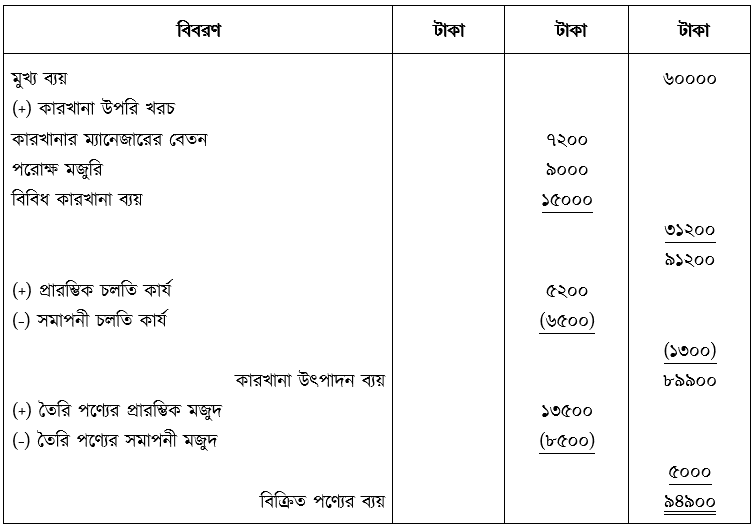 বিবরণ টাকা টাকা টাকা
মুখ্য ব্যয় ৬০০০০
(+) কারখানা উপরি খরচ
কারখানার ম্যানেজারের বেতন ৭২০০
পরোক্ষ মজুরি ৯০০০
বিবিধ কারখানা ব্যয় ১৫০০০
৩১২০০
৯১২০০
(+) প্রারম্ভিক চলতি কার্য ৫২০০
(-) সমাপনী চলতি কার্য (৬৫০০)
(১৩০০)
কারখানা উৎপাদন ব্যয় ৮৯৯০০
(+) তৈরি পণ্যের প্রারম্ভিক মজুদ ১৩৫০০
(-) তৈরি পণ্যের সমাপনী মজুদ (৮৫০০)
৫০০০
বিক্রিত পণ্যের ব্যয় ৯৪৯০০